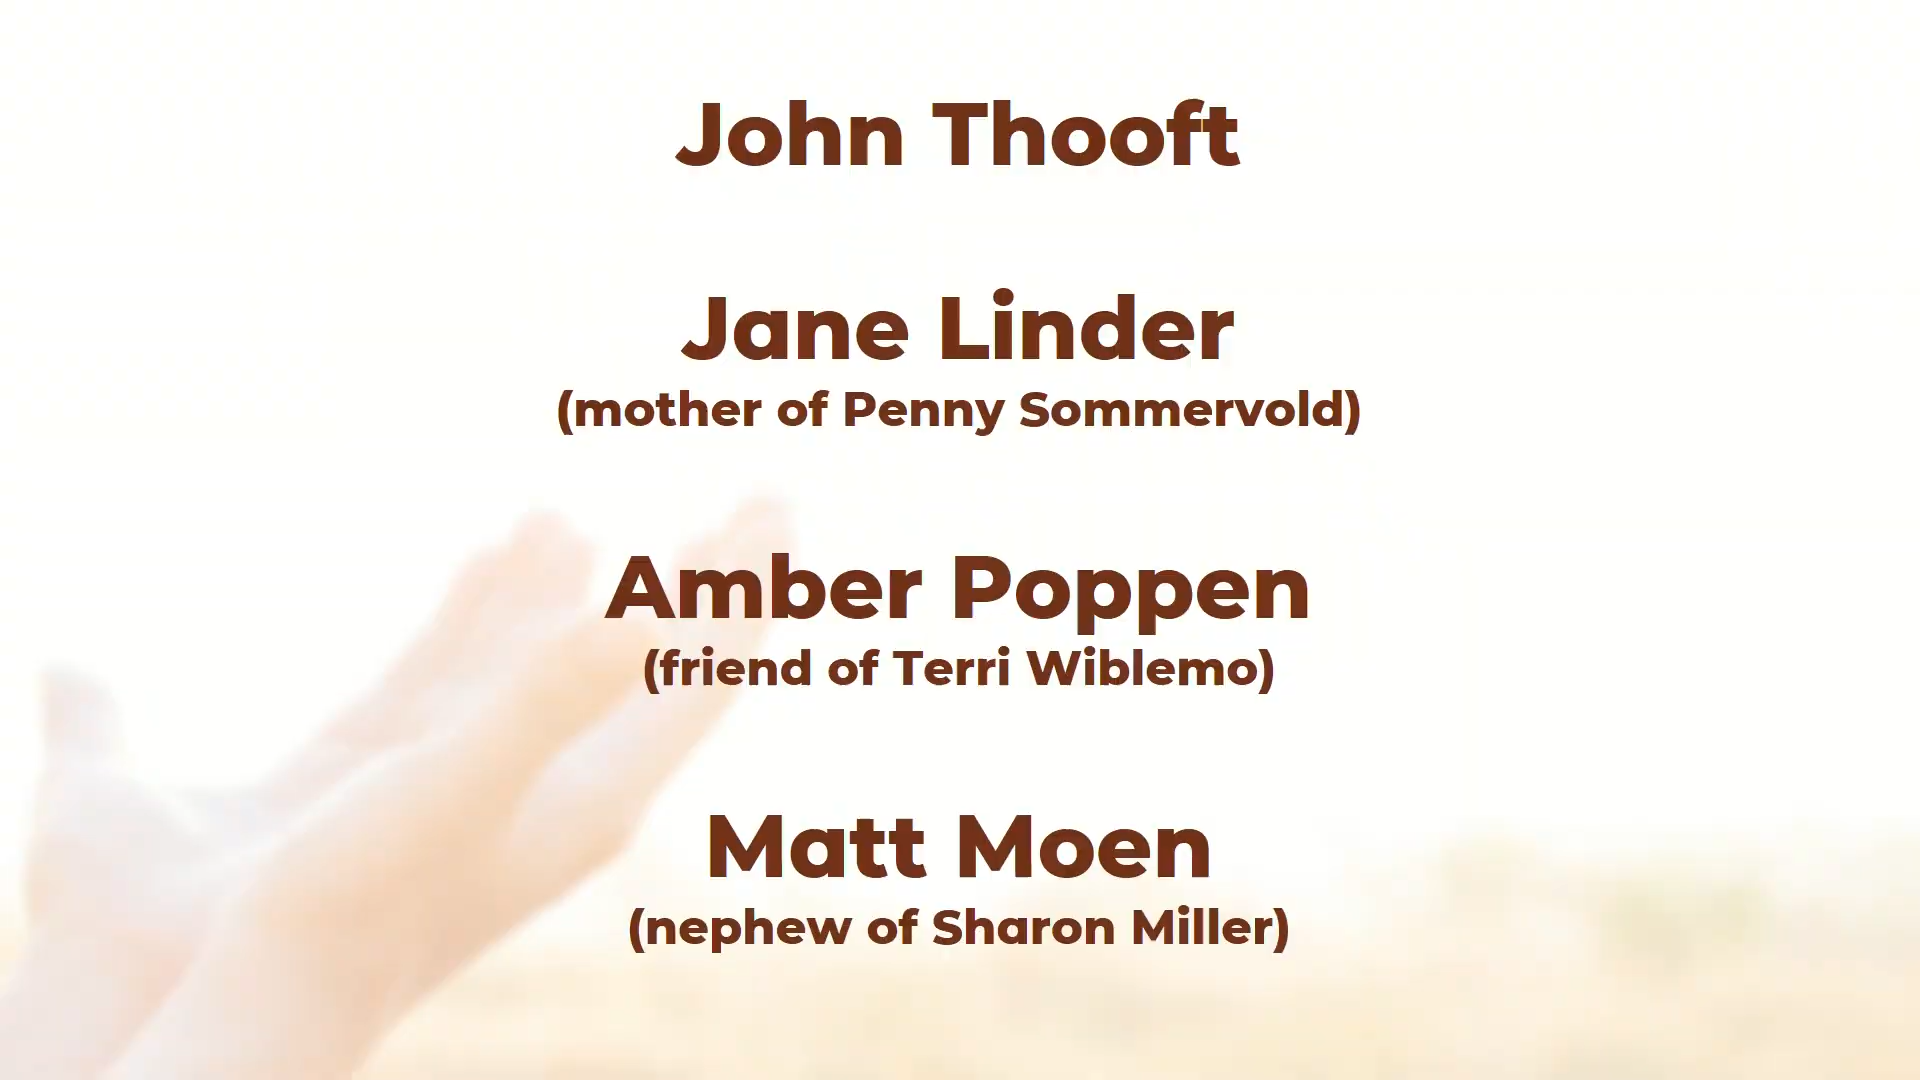 John Thooft
Jane Linder
(mother of Penny Sommervold)
Amber Poppen
(friend of Terri Wiblemo)
Matt Moen
(nephew of Sharon Miller)